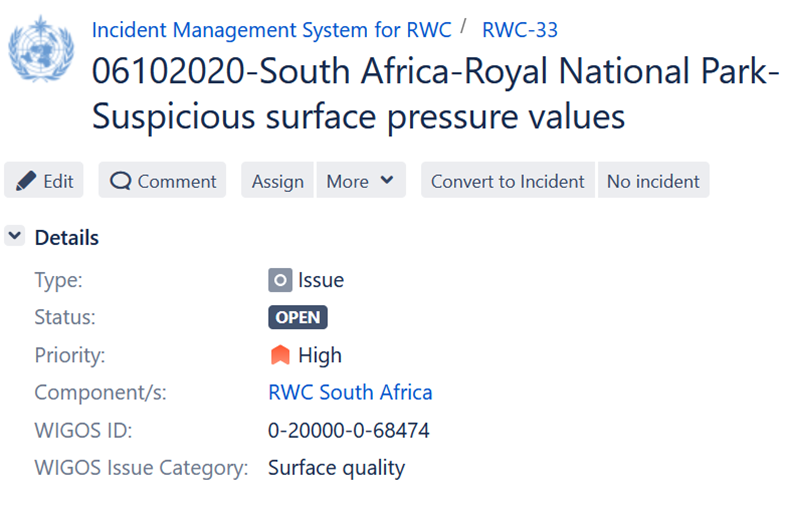 Incident Management System for RWC / RWC-33
06102020-South Africa-Royal National Park-
Suspicious surface pressure values
Edit Comment Assign More Convert to Incident No incident
Details
Type: Issue
Status: OPEN
Priority: High
Component/s: RWC South Africa
WIGOS ID: 0-20000-0-68474
WIGOS Issue Category: Surface quality